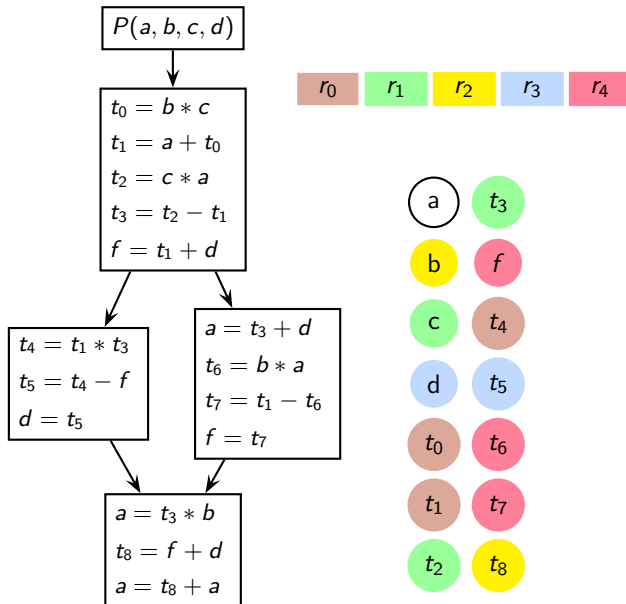 P(a, b, c, d)
r₀ r₁ r₂ r₃ r₄
t₀ = b * c
t₁ = a + t₀
t₂ = c * a
t₃ = t₂ − t₁
f = t₁ + d
t₄ = t₁ * t₃
t₅ = t₄ − f
d = t₅
a = t₃ + d
t₆ = b * a
t₇ = t₁ − t₆
f = t₇
a = t₃ * b
t₈ = f + d
a = t₈ + a
a t₃
b f
c t₄
d t₅
t₀ t₆
t₁ t₇
t₂ t₈